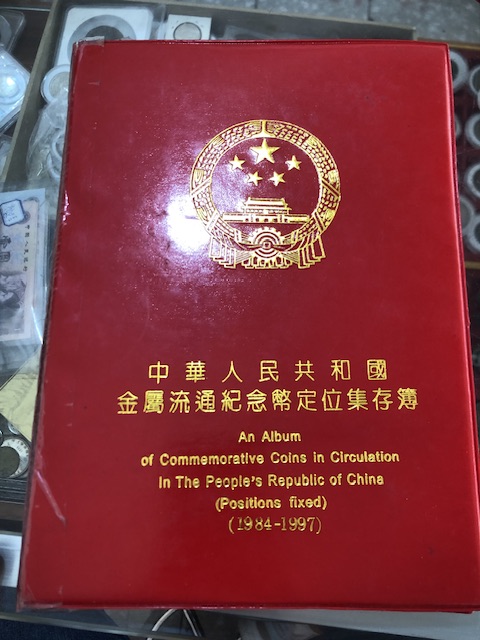 中華人民共和國
金屬流通紀念幣定位集存簿
An Album
of Commemorative Coins in Circulation
In The People's Republic of China
(Positions fixed)
(1984-1997)